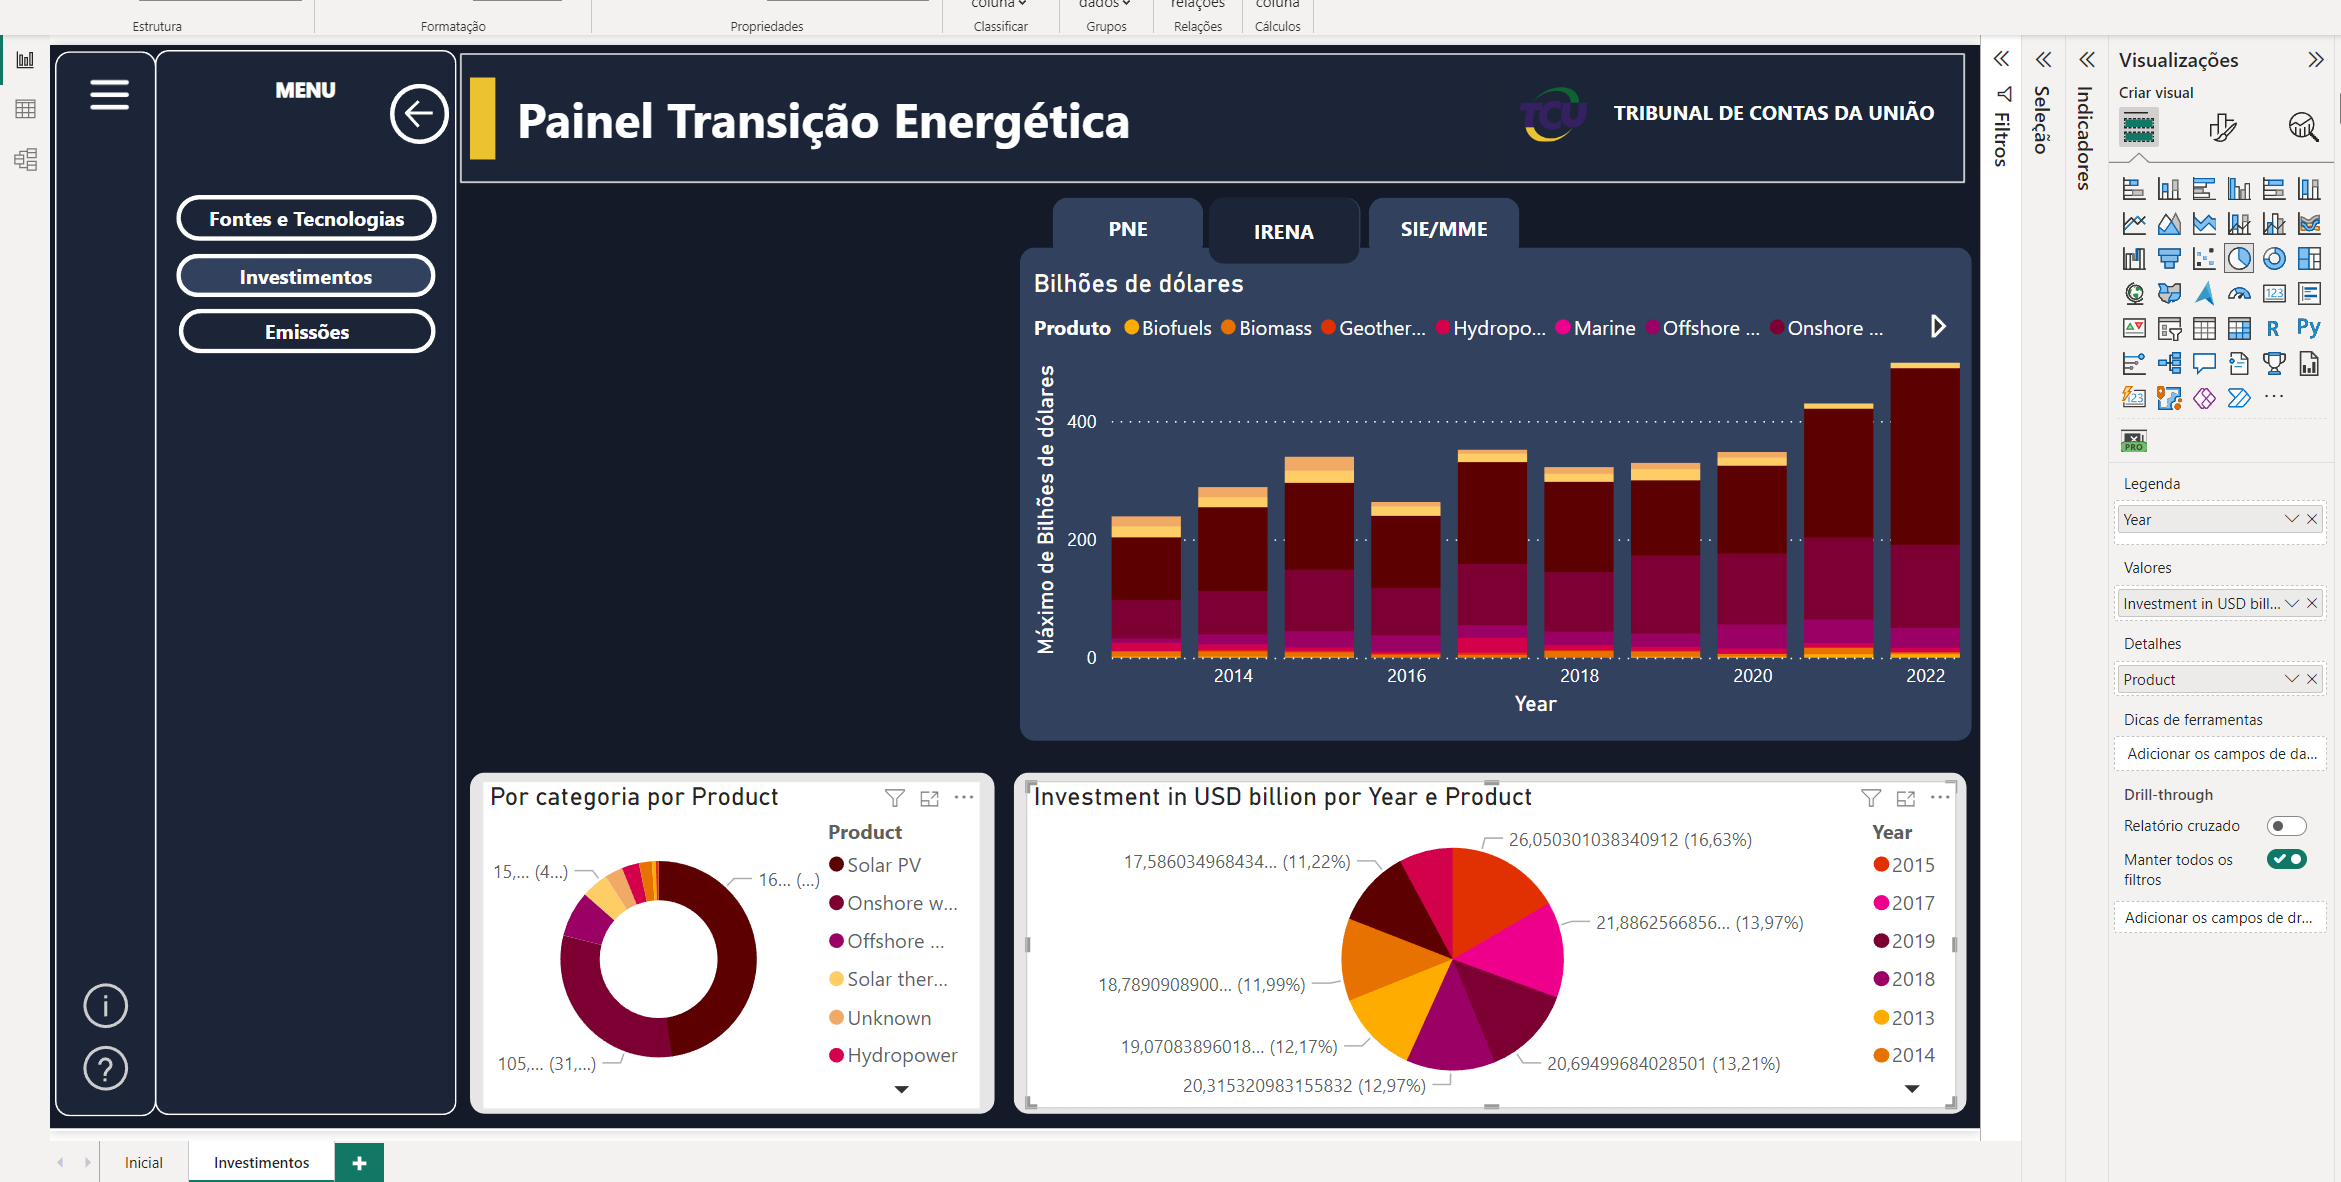 coluna
dados
relações
coluna
Estrutura
Formatação
Propriedades
Classificar
Grupos
Relações
Cálculos
MENU
Fontes e Tecnologias
Investimentos
Emissões
i
?
Painel Transição Energética
TCU
TRIBUNAL DE CONTAS DA UNIÃO
PNE
IRENA
SIE/MME
Bilhões de dólares
Produto Biofuels Biomass Geother... Hydropo... Marine Offshore ... Onshore ...
Máximo de Bilhões de dólares
400
200
0
2014 2016 2018 2020 2022
Year
Por categoria por Product
15,... (4...)
16... (...)
105,... (31,...)
Product
Solar PV
Onshore w...
Offshore ...
Solar ther...
Unknown
Hydropower
Investment in USD billion por Year e Product
26,050301038340912 (16,63%)
17,586034968434... (11,22%)
21,8862566856... (13,97%)
18,7890908900... (11,99%)
19,07083896018... (12,17%)
20,69499684028501 (13,21%)
20,315320983155832 (12,97%)
Year
2015
2017
2019
2018
2013
2014
Inicial
Investimentos
+
Filtros
Seleção
Indicadores
Visualizações
Criar visual
123
R
Py
123
PRO
Legenda
Year
Valores
Investment in USD bill...
Detalhes
Product
Dicas de ferramentas
Adicionar os campos de da...
Drill-through
Relatório cruzado
Manter todos os
filtros
Adicionar os campos de dr...